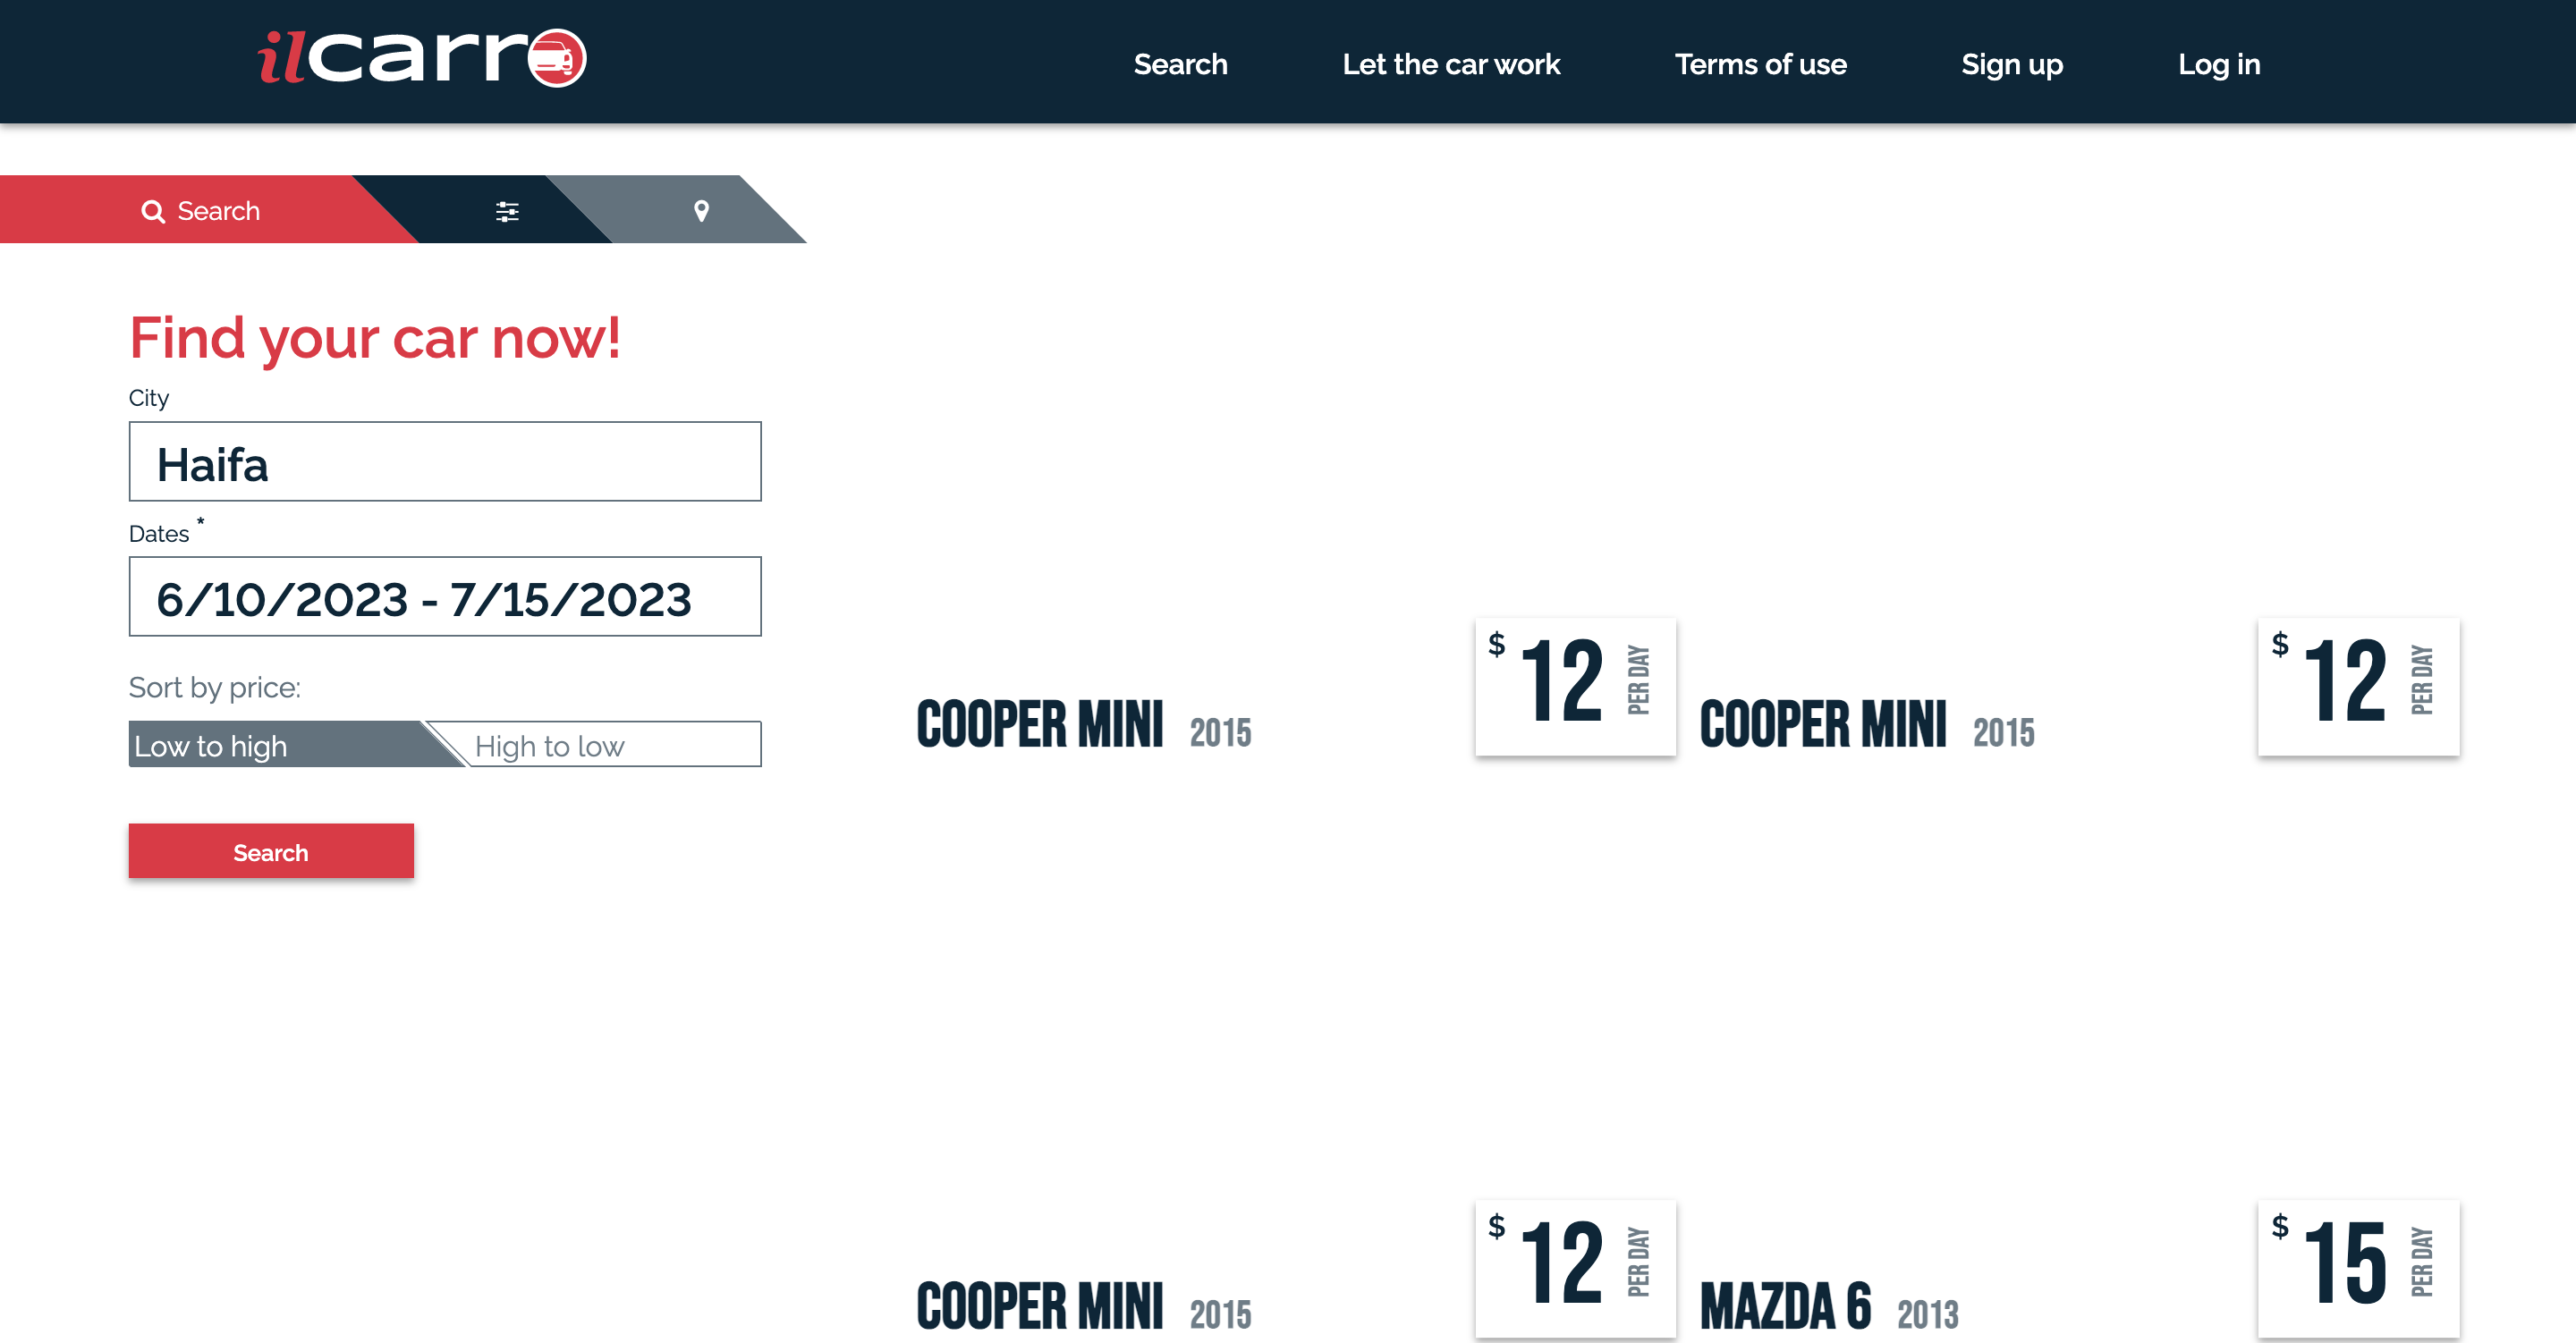 ilcarro
Search Let the car work Terms of use Sign up Log in
Search
Find your car now!
City
Haifa
Dates *
6/10/2023 - 7/15/2023
Sort by price:
Low to high High to low
Search
$ 12 PER DAY
COOPER MINI 2015
$ 12 PER DAY
COOPER MINI 2015
$ 12 PER DAY
COOPER MINI 2015
$ 15 PER DAY
MAZDA 6 2013